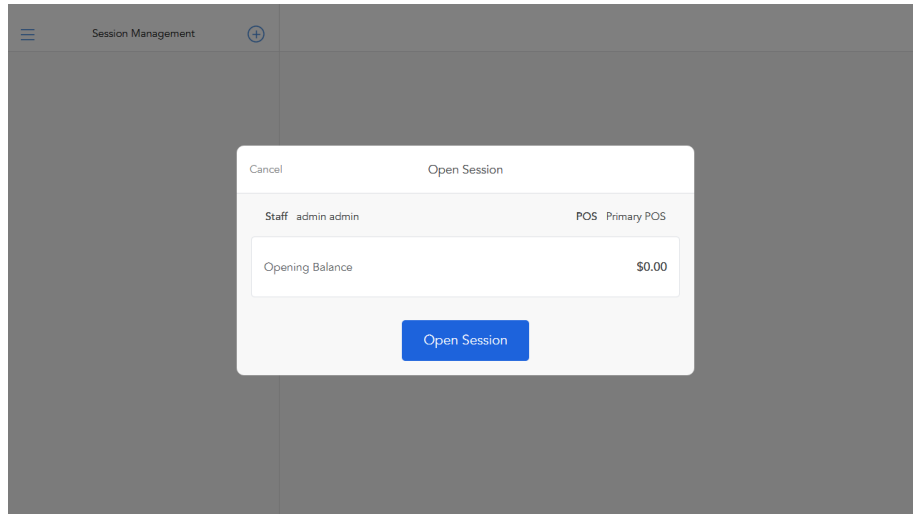 Session Management
Cancel Open Session
Staff admin admin POS Primary POS
Opening Balance $0.00
Open Session